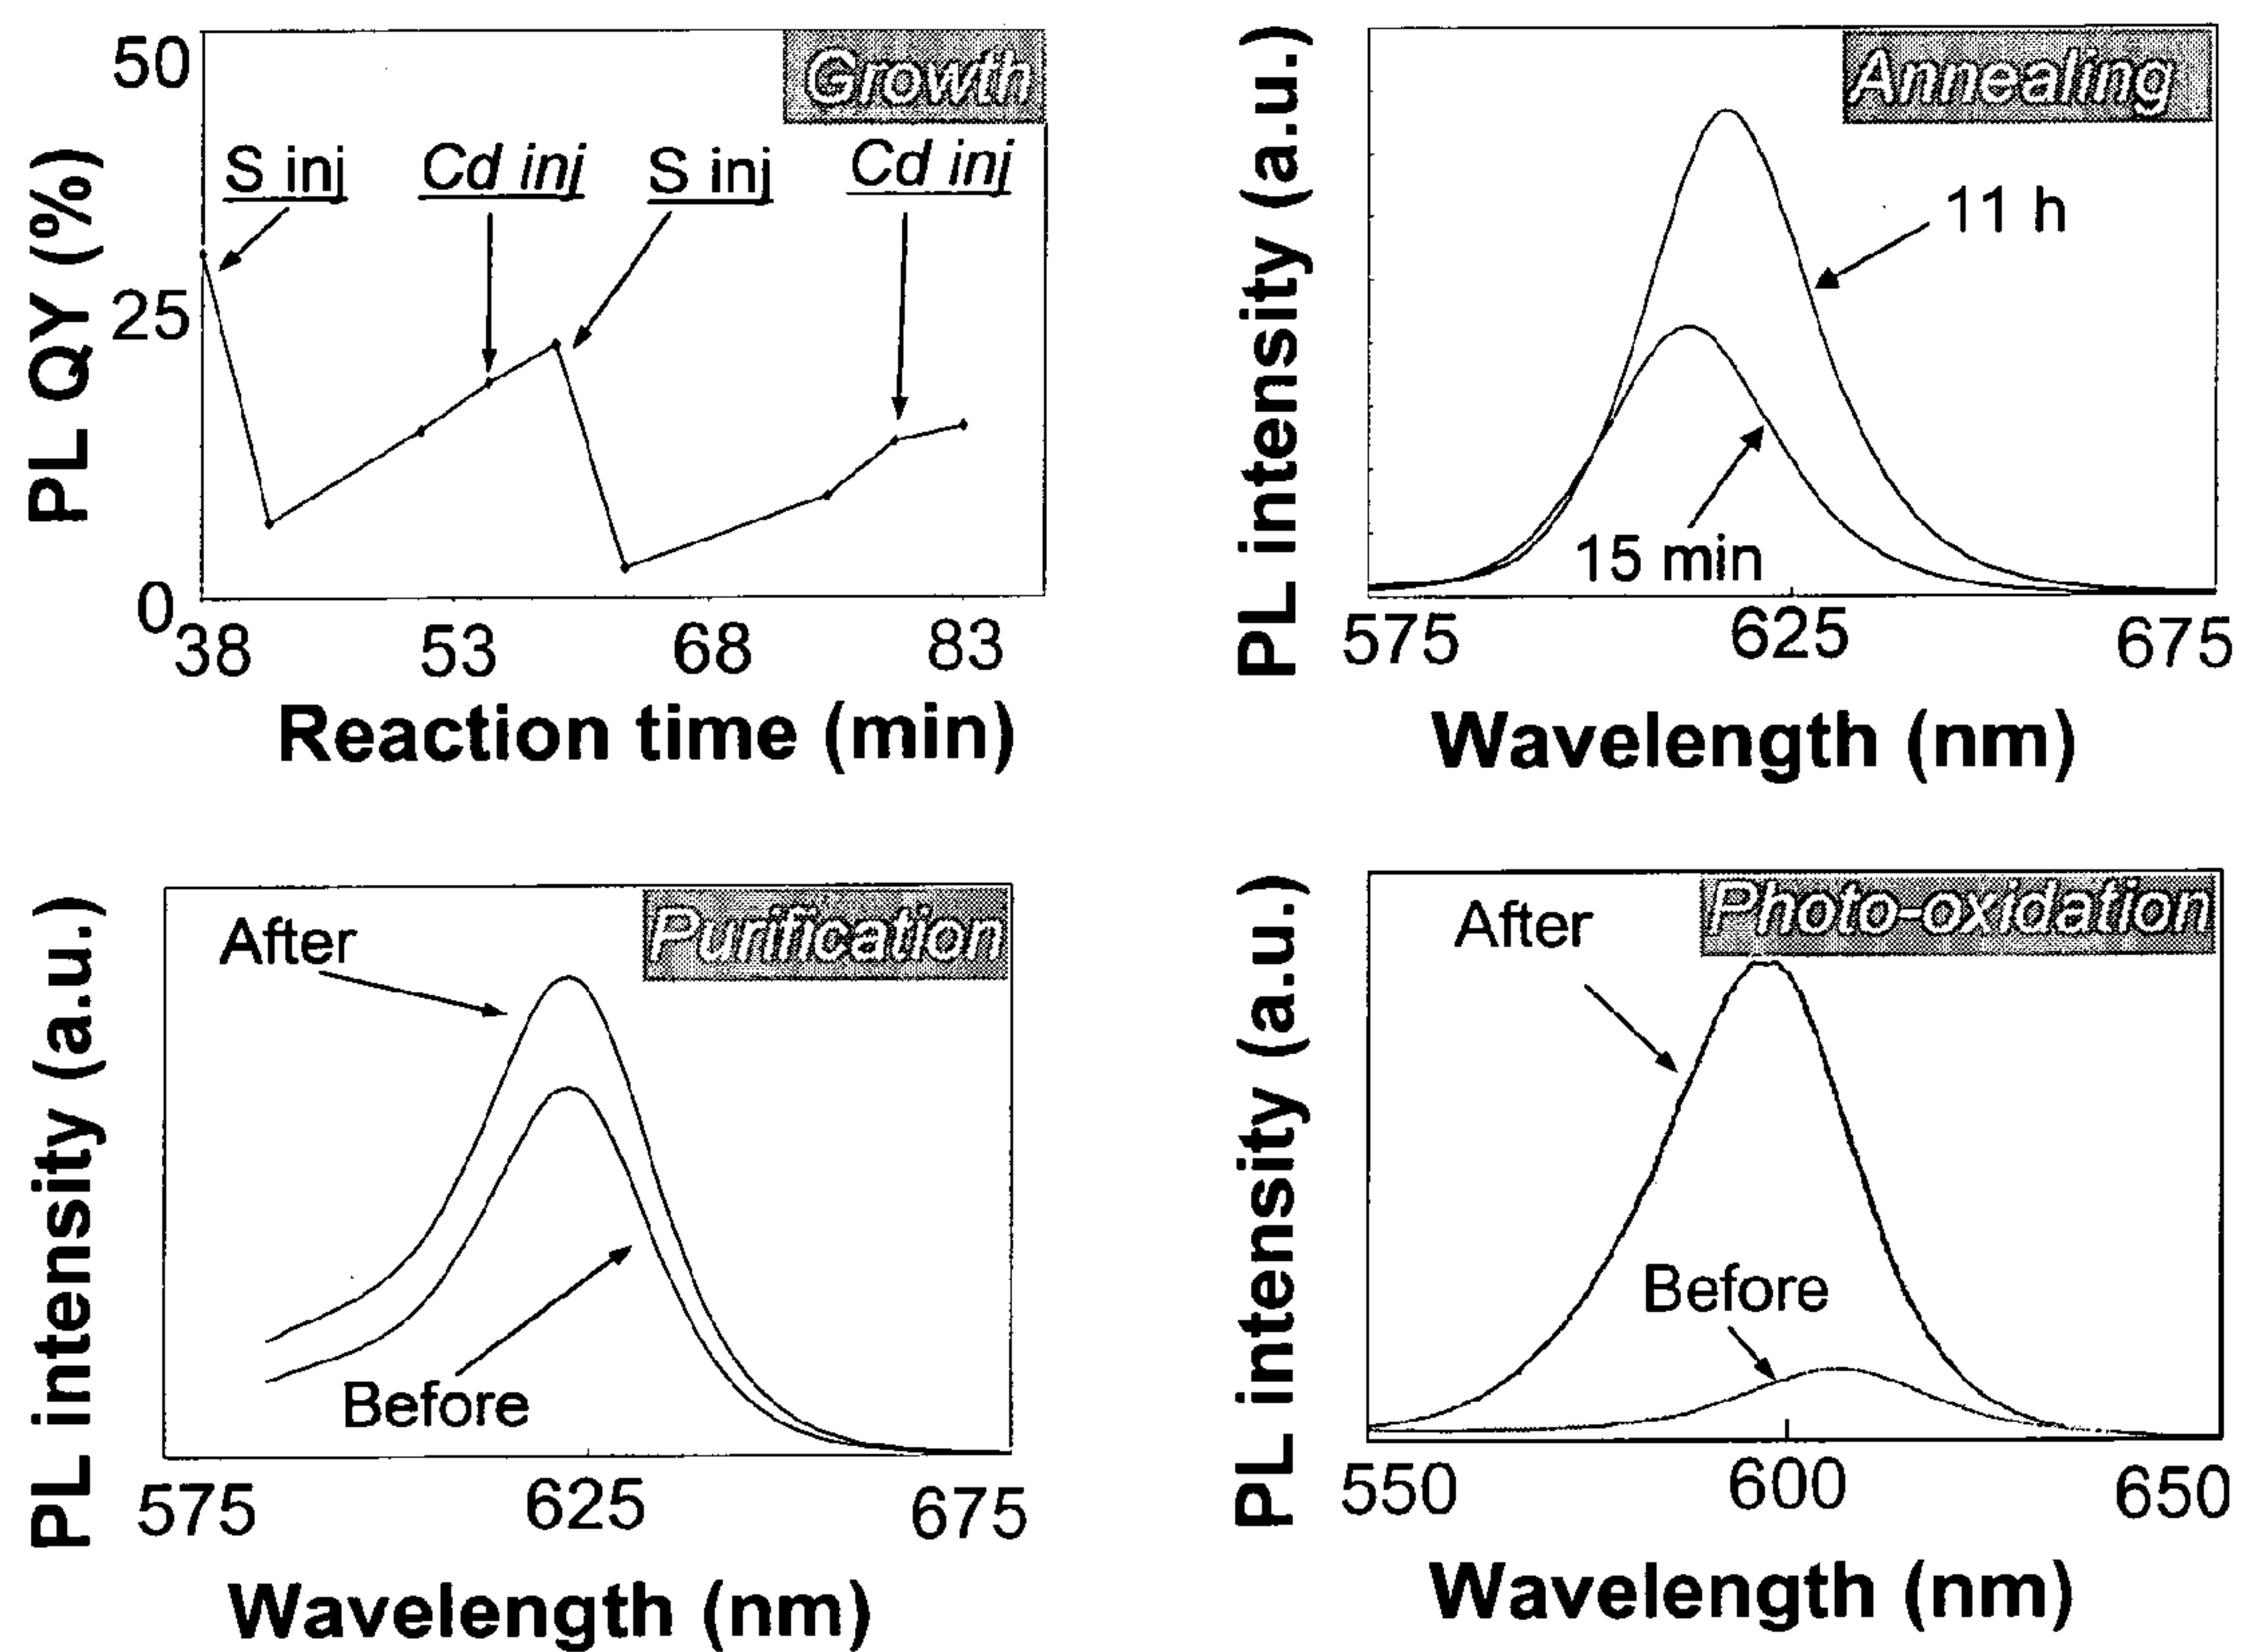 Growth
PL QY (%)
50
25
0
S inj
Cd inj
S inj
Cd inj
38
53
68
83
Reaction time (min)
Annealing
PL intensity (a.u.)
11 h
15 min
575
625
675
Wavelength (nm)
Purification
PL intensity (a.u.)
After
Before
575
625
675
Wavelength (nm)
Photo-oxidation
PL intensity (a.u.)
After
Before
550
600
650
Wavelength (nm)